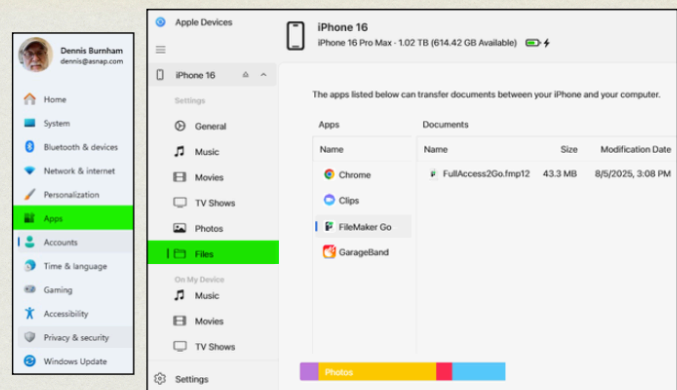 Dennis Burnham
dennis@esnap.com
Home
System
Bluetooth & devices
Network & internet
Personalization
Apps
Accounts
Time & language
Gaming
Accessibility
Privacy & security
Windows Update
Apple Devices
iPhone 16
Settings
General
Music
Movies
TV Shows
Photos
Files
On My Device
Music
Movies
TV Shows
Settings
iPhone 16
iPhone 16 Pro Max · 1.02 TB (614.42 GB Available)
The apps listed below can transfer documents between your iPhone and your computer.
Apps Documents
Name Name Size Modification Date
Chrome FullAccess2Go.fmp12 43.3 MB 8/5/2025, 3:08 PM
Clips
FileMaker Go
GarageBand
Photos